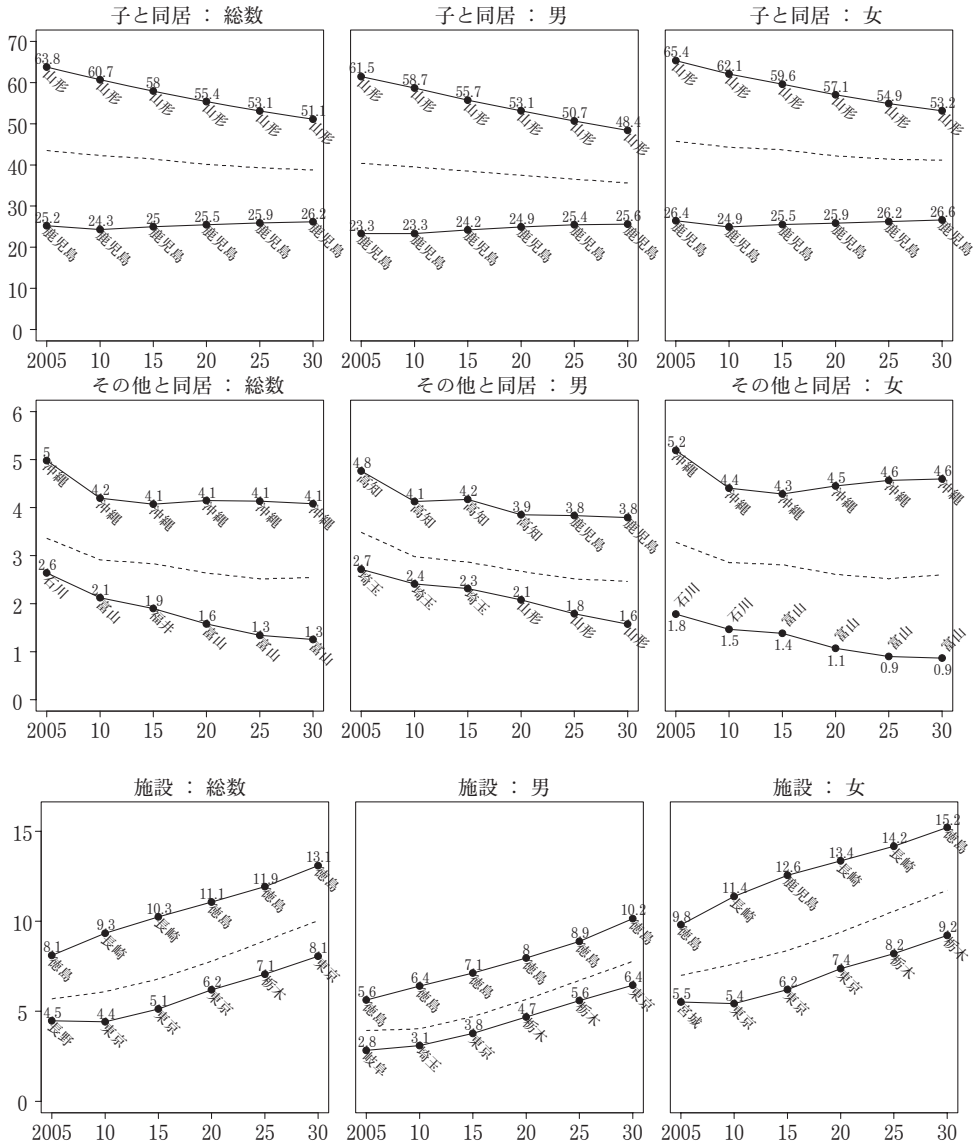 子と同居 ： 総数
70
60
50
40
30
20
10
0
63.8 60.7 58 55.4 53.1 51.1
山形 山形 山形 山形 山形 山形
25.2 24.3 25 25.5 25.9 26.2
鹿児島 鹿児島 鹿児島 鹿児島 鹿児島 鹿児島
2005 10 15 20 25 30
子と同居 ： 男
61.5 58.7 55.7 53.1 50.7 48.4
山形 山形 山形 山形 山形 山形
23.3 23.3 24.2 24.9 25.4 25.6
鹿児島 鹿児島 鹿児島 鹿児島 鹿児島 鹿児島
2005 10 15 20 25 30
子と同居 ： 女
65.4 62.1 59.6 57.1 54.9 53.2
山形 山形 山形 山形 山形 山形
26.4 24.9 25.5 25.9 26.2 26.6
鹿児島 鹿児島 鹿児島 鹿児島 鹿児島 鹿児島
2005 10 15 20 25 30
その他と同居 ： 総数
6
5
4
3
2
1
0
5 4.2 4.1 4.1 4.1 4.1
沖縄 沖縄 沖縄 沖縄 沖縄 沖縄
2.6 2.1 1.9 1.6 1.3 1.3
石川 富山 福井 富山 富山 富山
2005 10 15 20 25 30
その他と同居 ： 男
4.8 4.1 4.2 3.9 3.8 3.8
高知 高知 高知 高知 鹿児島 鹿児島
2.7 2.4 2.3 2.1 1.8 1.6
埼玉 埼玉 埼玉 山形 山形 山形
2005 10 15 20 25 30
その他と同居 ： 女
5.2 4.4 4.3 4.5 4.6 4.6
沖縄 沖縄 沖縄 沖縄 沖縄 沖縄
石川 石川 富山 富山 富山 富山
1.8 1.5 1.4 1.1 0.9 0.9
2005 10 15 20 25 30
施設 ： 総数
15
10
5
0
8.1 9.3 10.3 11.1 11.9 13.1
徳島 長崎 長崎 徳島 徳島 徳島
4.5 4.4 5.1 6.2 7.1 8.1
長野 東京 東京 東京 栃木 東京
2005 10 15 20 25 30
施設 ： 男
5.6 6.4 7.1 8 8.9 10.2
徳島 徳島 徳島 徳島 徳島 徳島
2.8 3.1 3.8 4.7 5.6 6.4
岐阜 埼玉 東京 栃木 栃木 東京
2005 10 15 20 25 30
施設 ： 女
9.8 11.4 12.6 13.4 14.2 15.2
徳島 長崎 鹿児島 長崎 長崎 徳島
5.5 5.4 6.2 7.4 8.2 9.2
宮城 東京 東京 東京 栃木 栃木
2005 10 15 20 25 30